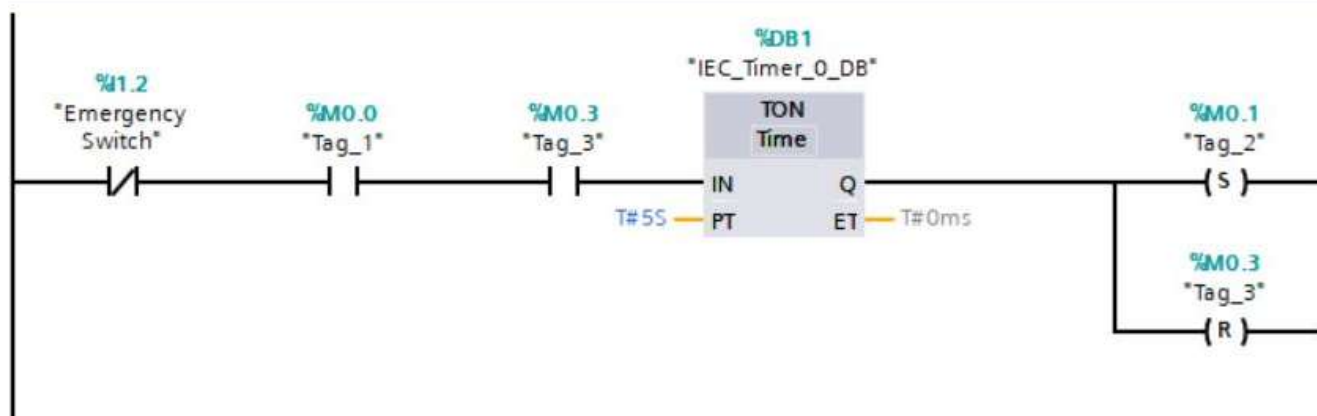 %I1.2
"Emergency
Switch"
%M0.0
"Tag_1"
%M0.3
"Tag_3"
%DB1
"IEC_Timer_0_DB"
TON
Time
IN
Q
T#5S
PT
ET
T#0ms
%M0.1
"Tag_2"
S
%M0.3
"Tag_3"
R